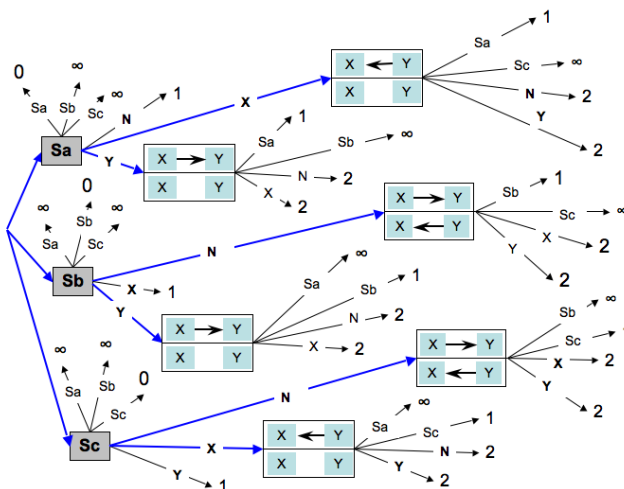 0 ∞ ∞
Sa Sb Sc N 1
Sa
X
Y
X Y
X Y
Sa 1
Sc ∞
N 2
Y 2
X Y
X Y
Sa 1
Sb ∞
N 2
X 2
∞ 0 ∞
Sa Sb Sc
Sb
X 1
N
Y
X Y
X Y
Sb 1
Sc ∞
X 2
Y 2
X Y
X Y
Sa ∞
Sb 1
N 2
X 2
∞ ∞ 0
Sa Sb Sc
Sc
N
X
Y 1
X Y
X Y
Sb ∞
Sc
X 2
Y 2
X Y
X Y
Sa ∞
Sc 1
N 2
Y 2